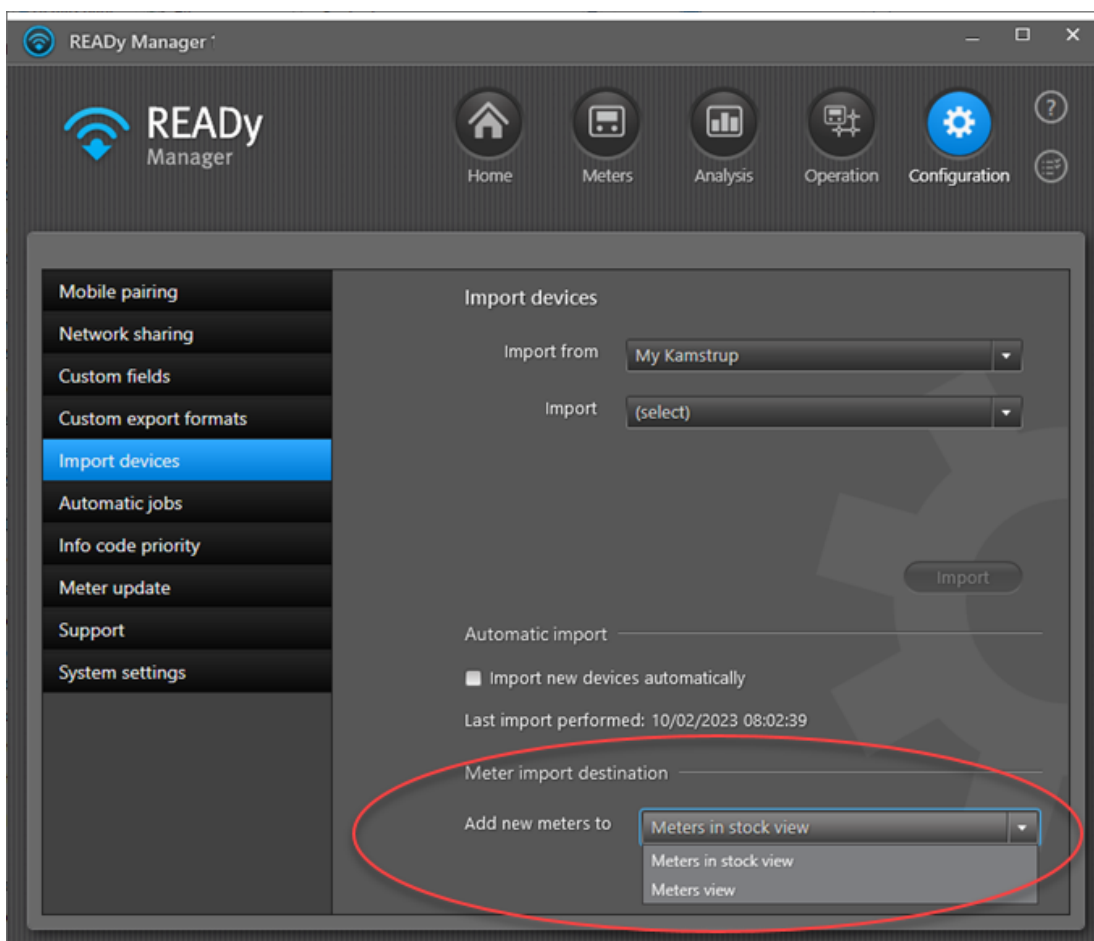 READy Manager
READy
Manager
Home
Meters
Analysis
Operation
Configuration
?
Mobile pairing
Network sharing
Custom fields
Custom export formats
Import devices
Automatic jobs
Info code priority
Meter update
Support
System settings
Import devices
Import from My Kamstrup
Import (select)
Import
Automatic import
Import new devices automatically
Last import performed: 10/02/2023 08:02:39
Meter import destination
Add new meters to Meters in stock view
Meters in stock view
Meters view